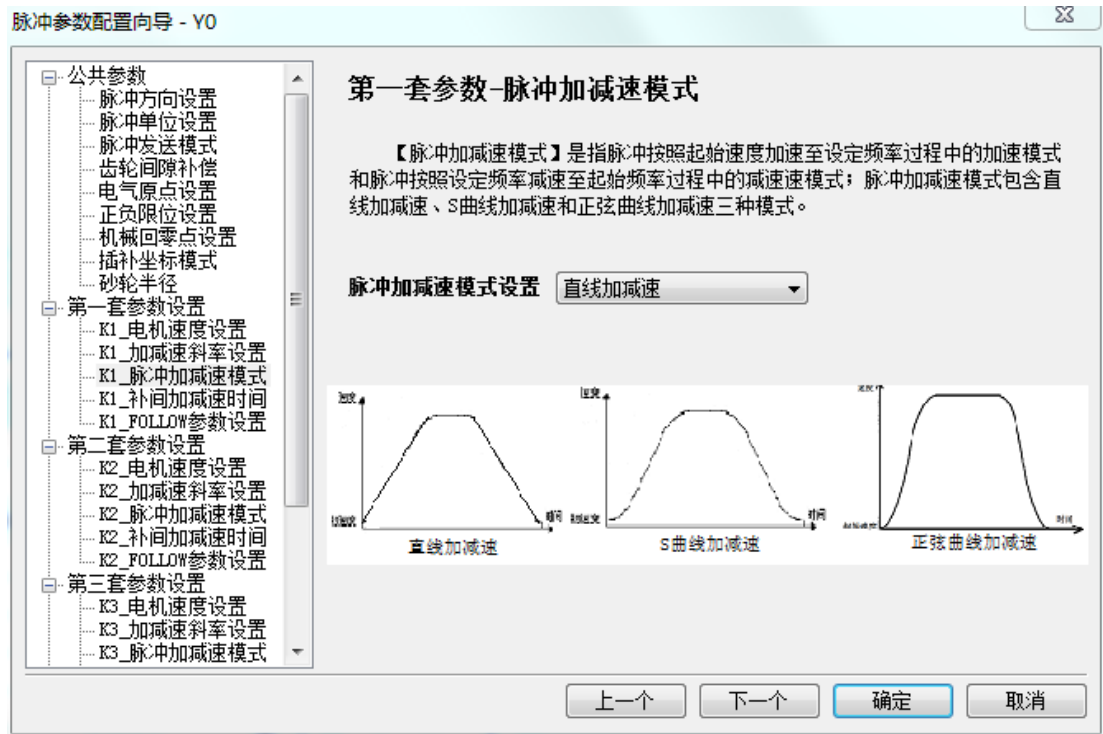 脉冲参数配置向导 - Y0
公共参数
脉冲方向设置
脉冲单位设置
脉冲发送模式
齿轮间隙补偿
电气原点设置
正负限位设置
机械回零点设置
插补坐标模式
砂轮半径
第一套参数设置
K1_电机速度设置
K1_加减速斜率设置
K1_脉冲加减速模式
K1_补间加减速时间
K1_FOLLOW参数设置
第二套参数设置
K2_电机速度设置
K2_加减速斜率设置
K2_脉冲加减速模式
K2_补间加减速时间
K2_FOLLOW参数设置
第三套参数设置
K3_电机速度设置
K3_加减速斜率设置
K3_脉冲加减速模式
第一套参数-脉冲加减速模式
【脉冲加减速模式】是指脉冲按照起始速度加速至设定频率过程中的加速模式
和脉冲按照设定频率减速至起始频率过程中的减速速模式；脉冲加减速模式包含直
线加减速、S曲线加减速和正弦曲线加减速三种模式。
脉冲加减速模式设置 直线加减速
速度
时间
直线加减速
速度
时间
S曲线加减速
速度
时间
正弦曲线加减速
上一个 下一个 确定 取消